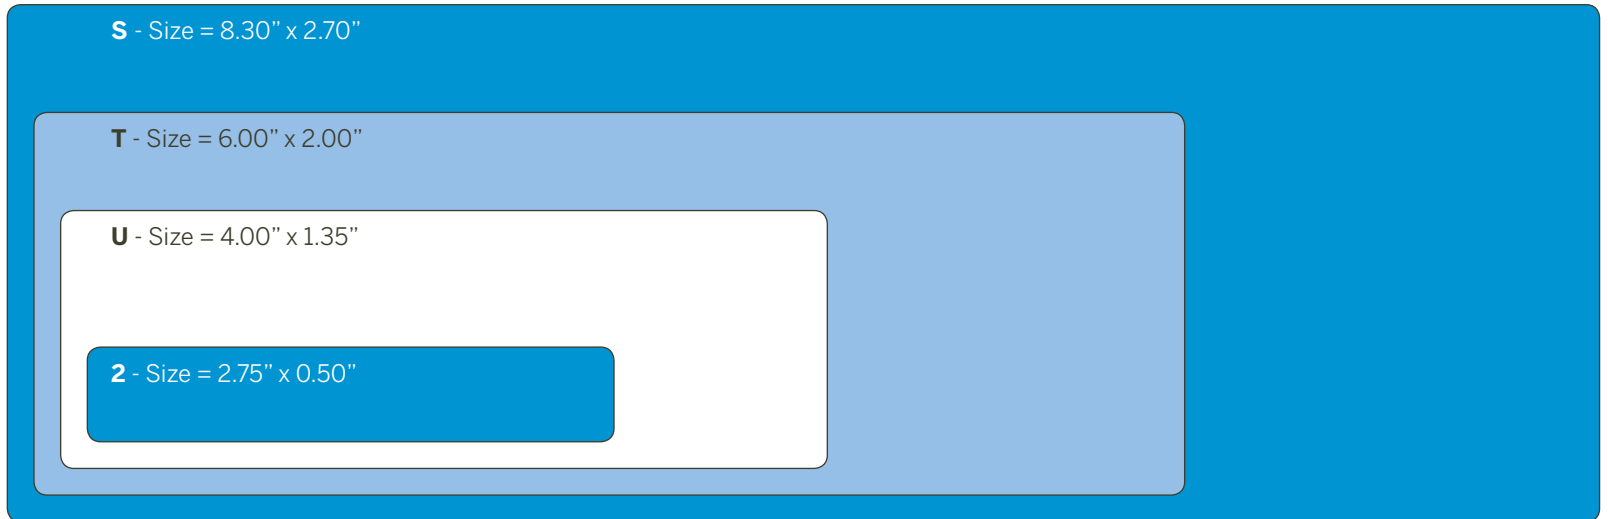 S - Size = 8.30” x 2.70”
T - Size = 6.00” x 2.00”
U - Size = 4.00” x 1.35”
2 - Size = 2.75” x 0.50”